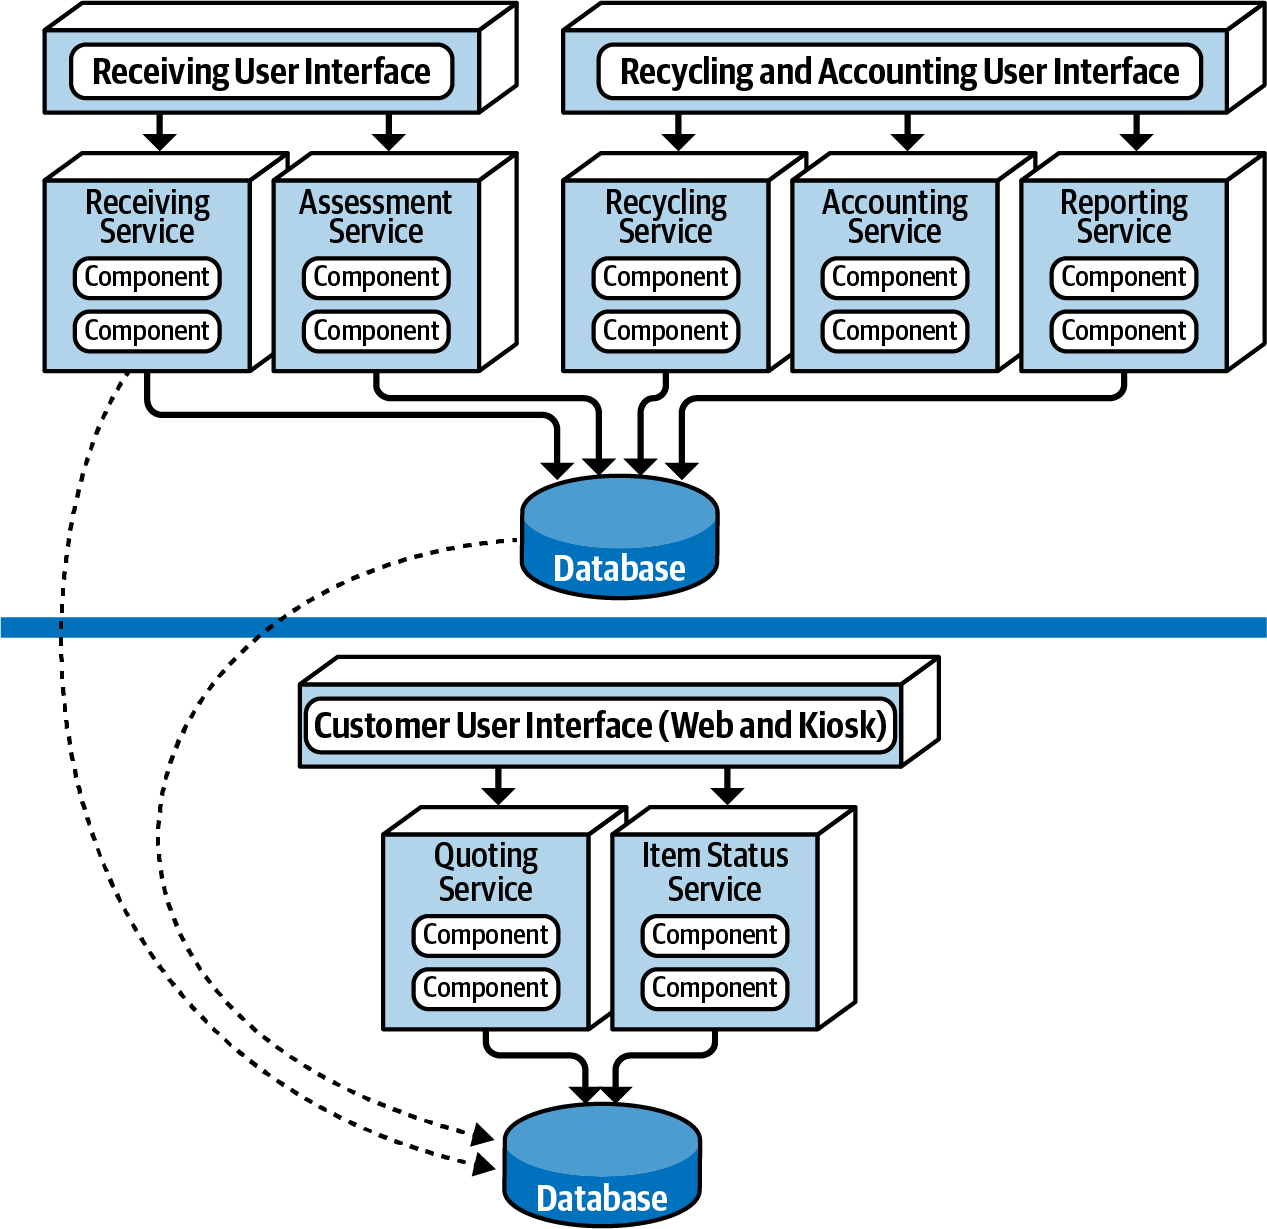 Receiving User Interface
Recycling and Accounting User Interface
Receiving
Service
Component
Component
Assessment
Service
Component
Component
Recycling
Service
Component
Component
Accounting
Service
Component
Component
Reporting
Service
Component
Component
Database
Customer User Interface (Web and Kiosk)
Quoting
Service
Component
Component
Item Status
Service
Component
Component
Database